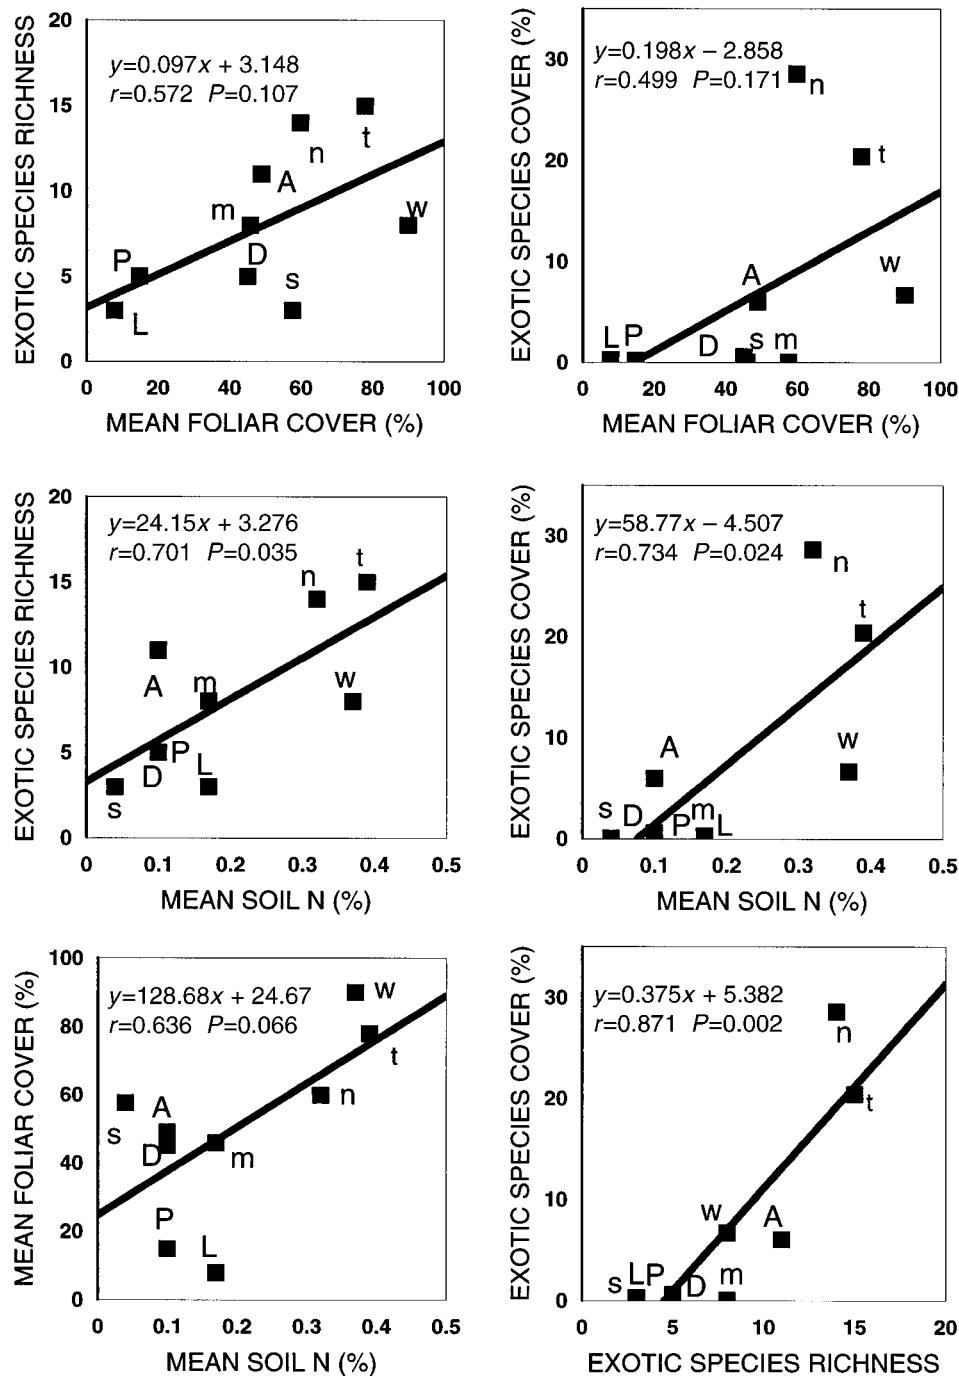 EXOTIC SPECIES RICHNESS
20
15
10
5
0
y=0.097x + 3.148
r=0.572 P=0.107
t
n
A
m
w
D
P
s
L
0 20 40 60 80 100
MEAN FOLIAR COVER (%)
EXOTIC SPECIES COVER (%)
30
20
10
0
y=0.198x − 2.858
r=0.499 P=0.171
n
t
A
w
L P D s m
0 20 40 60 80 100
MEAN FOLIAR COVER (%)
EXOTIC SPECIES RICHNESS
20
15
10
5
0
y=24.15x + 3.276
r=0.701 P=0.035
t
n
A
m
w
P
D
L
s
0 0.1 0.2 0.3 0.4 0.5
MEAN SOIL N (%)
EXOTIC SPECIES COVER (%)
30
20
10
0
y=58.77x − 4.507
r=0.734 P=0.024
n
t
A
w
s D P m L
0 0.1 0.2 0.3 0.4 0.5
MEAN SOIL N (%)
MEAN FOLIAR COVER (%)
100
80
60
40
20
0
y=128.68x + 24.67
r=0.636 P=0.066
w
t
n
A
s
D
m
P
L
0 0.1 0.2 0.3 0.4 0.5
MEAN SOIL N (%)
EXOTIC SPECIES COVER (%)
30
20
10
0
y=0.375x + 5.382
r=0.871 P=0.002
n
t
w
A
s L P D m
0 5 10 15 20
EXOTIC SPECIES RICHNESS